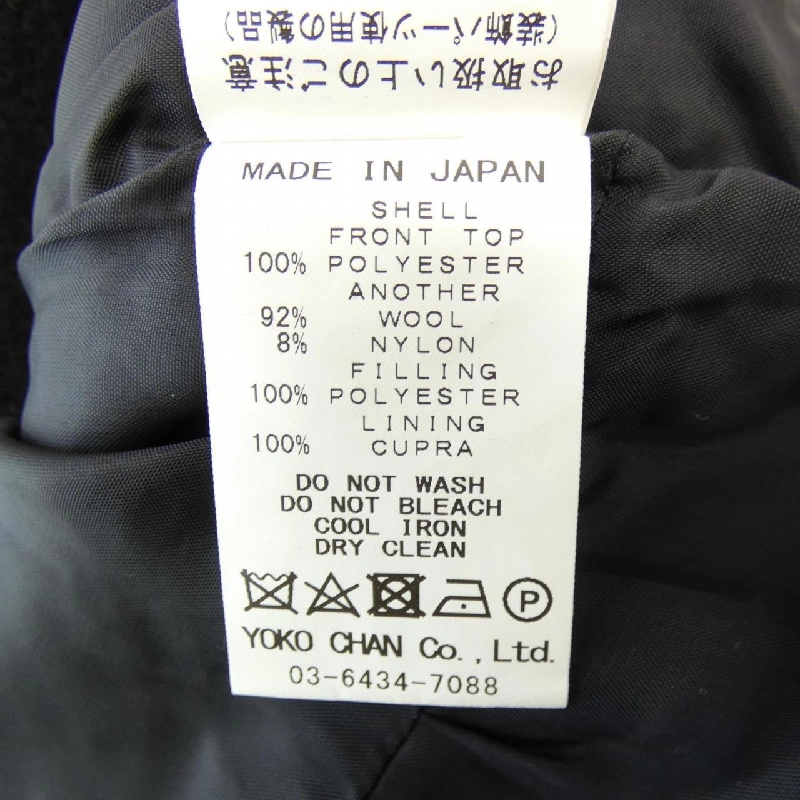 お取扱い上のご注意
(装飾パーツ使用の製品)
MADE IN JAPAN
SHELL
FRONT TOP
100% POLYESTER
ANOTHER
92% WOOL
8% NYLON
FILLING
100% POLYESTER
LINING
100% CUPRA
DO NOT WASH
DO NOT BLEACH
COOL IRON
DRY CLEAN
P
YOKO CHAN Co., Ltd.
03-6434-7088